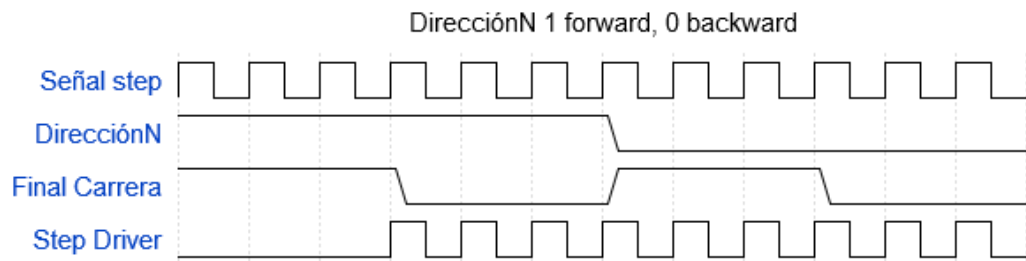 DirecciónN 1 forward, 0 backward
Señal step
DirecciónN
Final Carrera
Step Driver